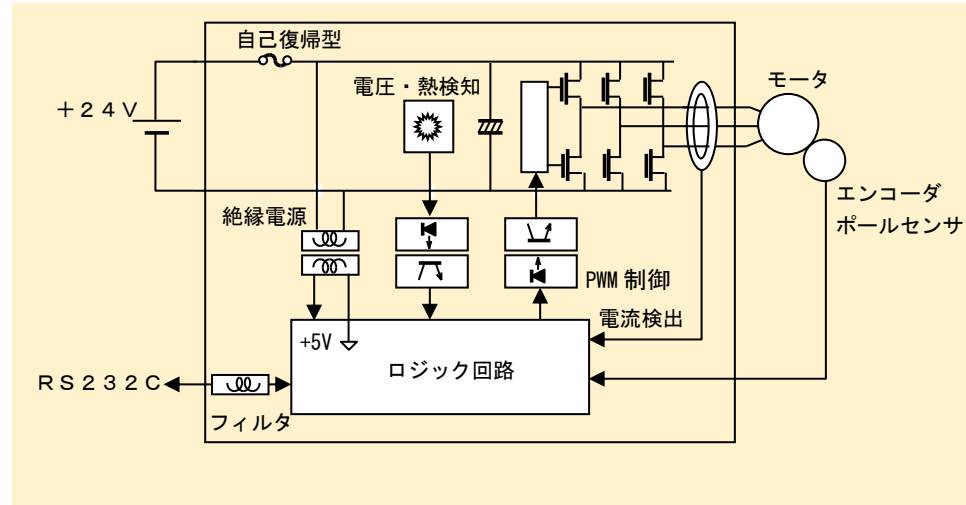 自己復帰型
電圧・熱検知
モータ
＋２４Ｖ
エンコーダ
ポールセンサ
絶縁電源
PWM 制御
電流検出
+5V
ロジック回路
ＲＳ２３２Ｃ
フィルタ